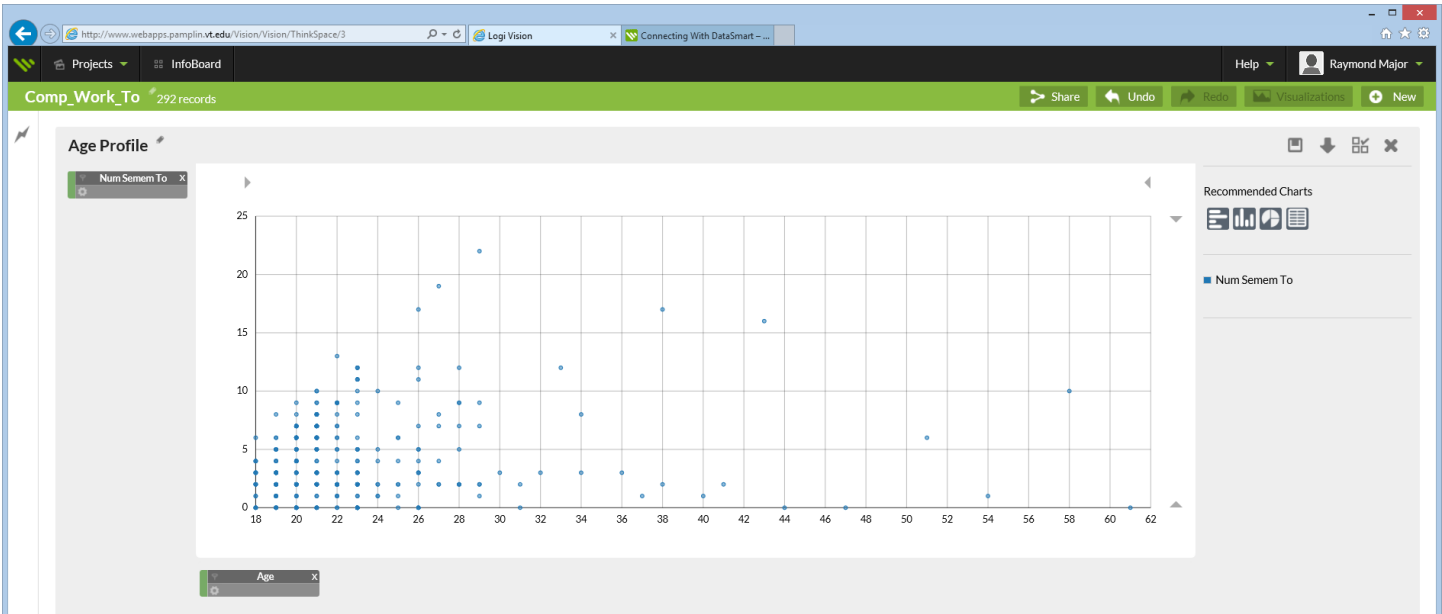 http://www.webapps.pamplin.vt.edu/Vision/Vision/ThinkSpace/3
Logi Vision
Connecting With DataSmart – ...
Projects
InfoBoard
Help
Raymond Major
Comp_Work_To
292 records
Share
Undo
Redo
Visualizations
New
Age Profile
Num Semem To X
Recommended Charts
Num Semem To
25
20
15
10
5
0
18 20 22 24 26 28 30 32 34 36 38 40 42 44 46 48 50 52 54 56 58 60 62
Age X